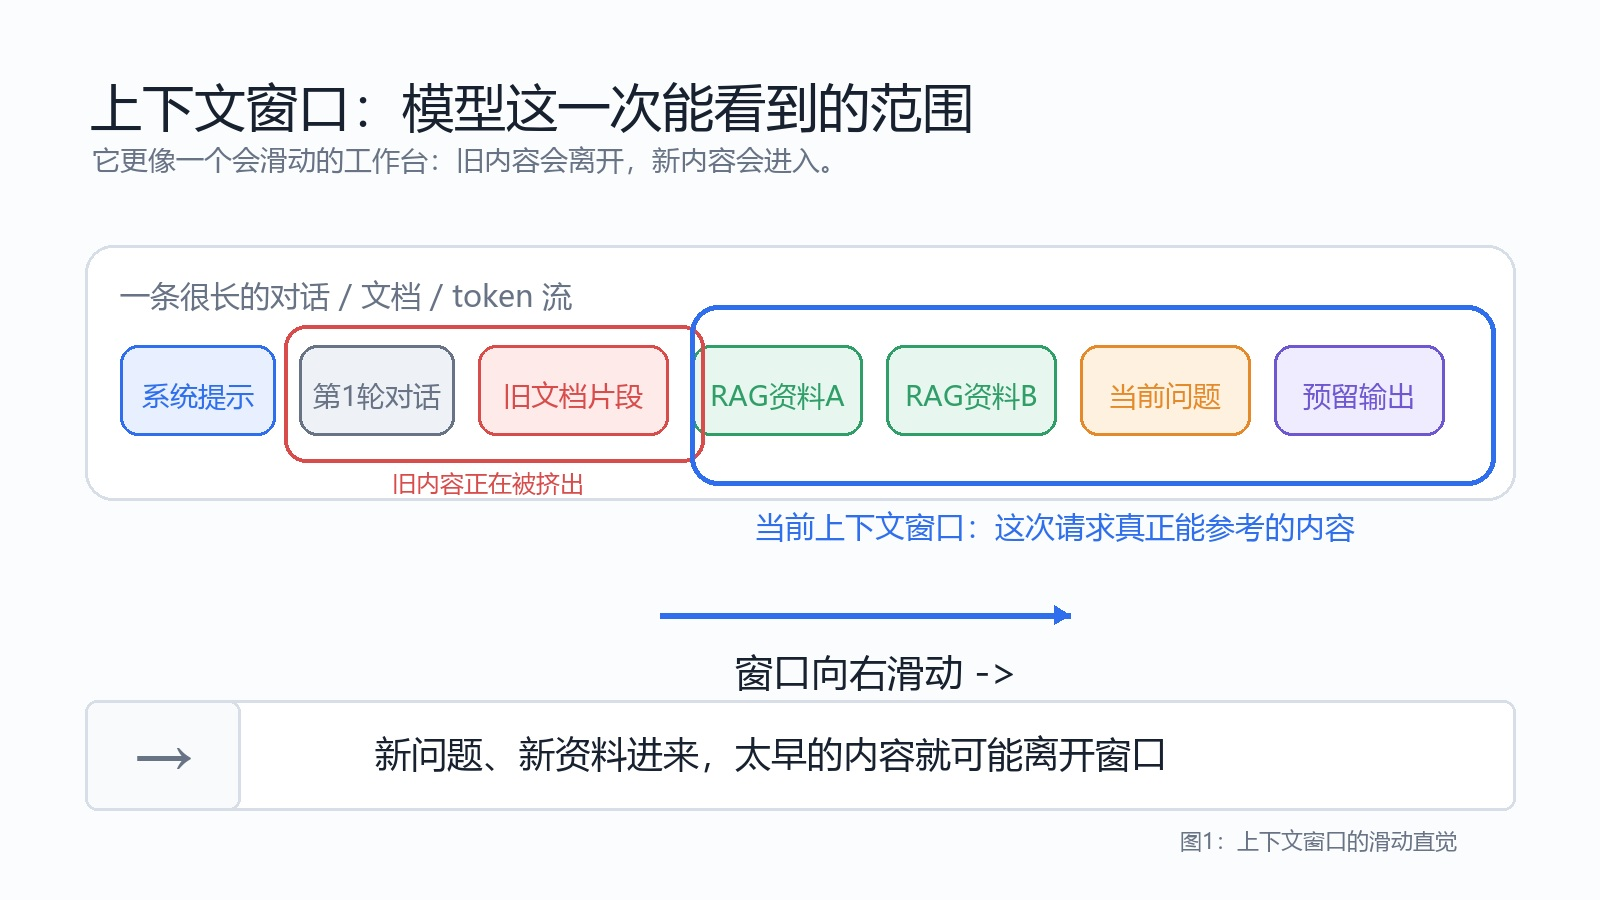 上下文窗口：模型这一次能看到的范围
它更像一个会滑动的工作台：旧内容会离开，新内容会进入。
一条很长的对话 / 文档 / token 流
系统提示
第1轮对话
旧文档片段
RAG资料A
RAG资料B
当前问题
预留输出
旧内容正在被挤出
当前上下文窗口：这次请求真正能参考的内容
窗口向右滑动 ->
→
新问题、新资料进来，太早的内容就可能离开窗口
图1：上下文窗口的滑动直觉